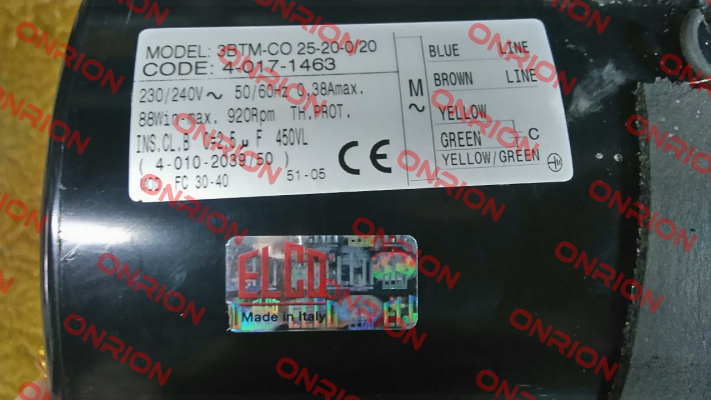 MODEL: 3BTM-CO 25-20-0/20
CODE: 4-017-1463
230/240V~ 50/60Hz 0.38Amax.
88Win-max. 920Rpm TH.PROT.
INS.CL.B C=2,5 μF 450VL
( 4-010-2039/50 )
FC 30-40 51-05
CE
M
~
BLUE LINE
BROWN LINE
YELLOW
GREEN C
YELLOW/GREEN
ELCO
Made in Italy
ONRION